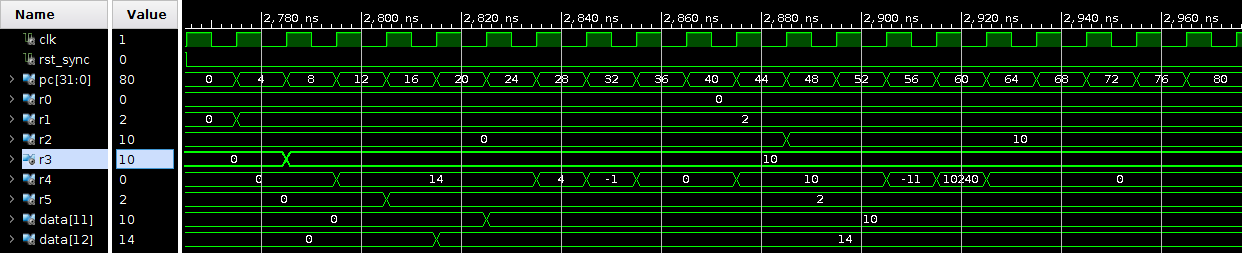 Name Value 2,780 ns 2,800 ns 2,820 ns 2,840 ns 2,860 ns 2,880 ns 2,900 ns 2,920 ns 2,940 ns 2,960 ns
clk 1
rst_sync 0
pc[31:0] 80 0 4 8 12 16 20 24 28 32 36 40 44 48 52 56 60 64 68 72 76 80
r0 0 0
r1 2 0 2
r2 10 0 10
r3 10 0 10
r4 0 0 14 4 -1 0 10 -11 10240 0
r5 2 0 2
data[11] 10 0 10
data[12] 14 0 14